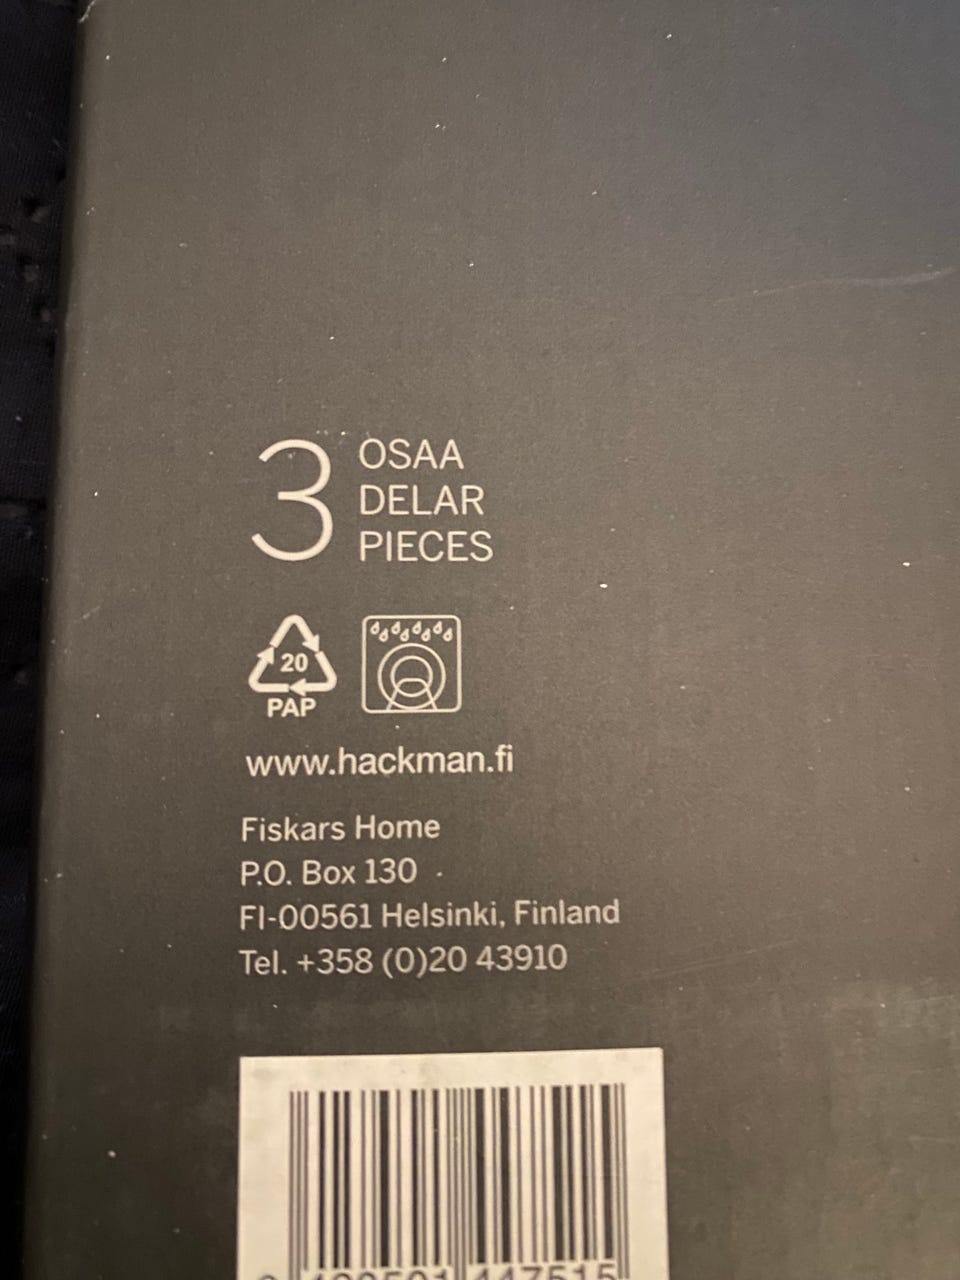 3 OSAA
DELAR
PIECES
20
PAP
www.hackman.fi
Fiskars Home
P.O. Box 130
FI-00561 Helsinki, Finland
Tel. +358 (0)20 43910